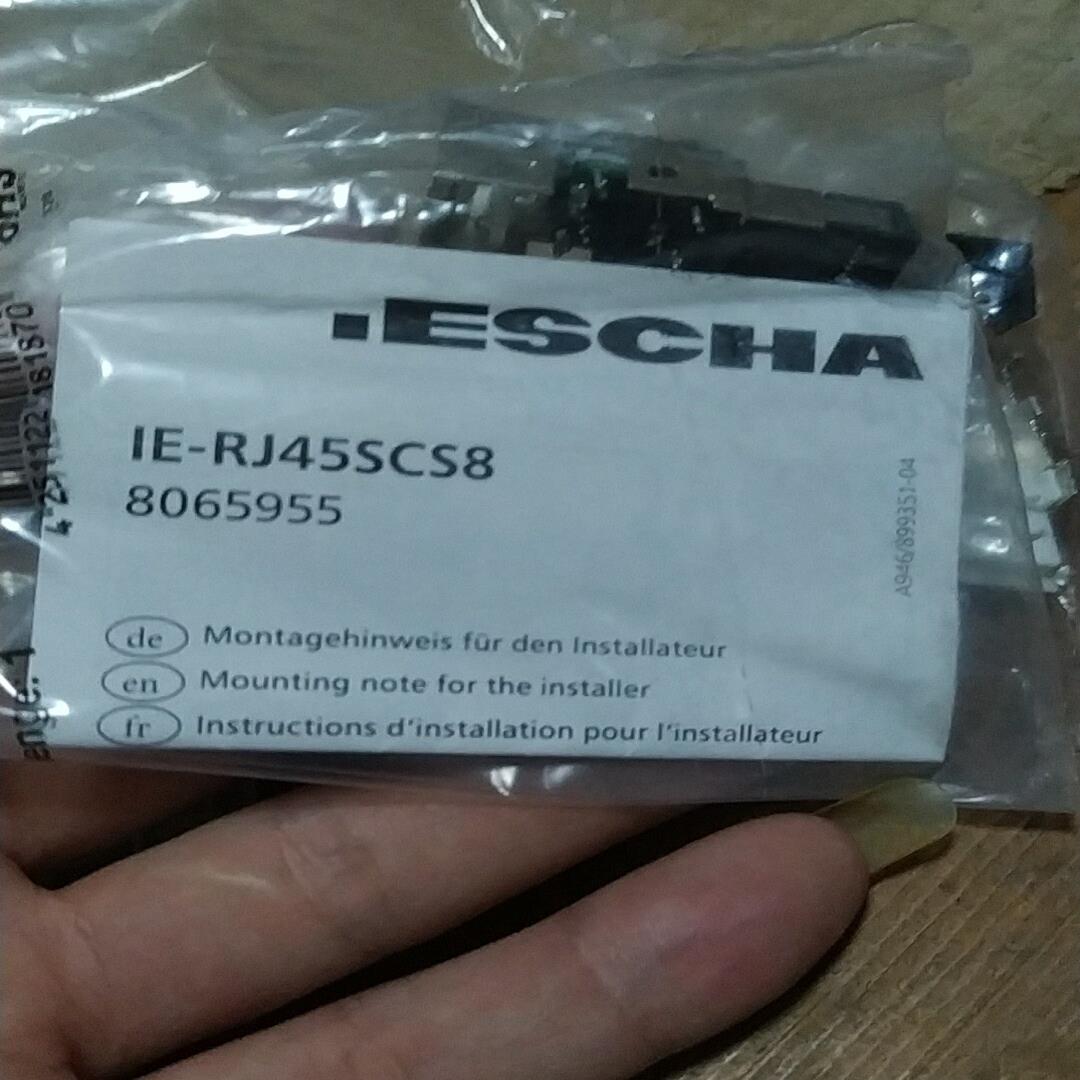 .ESCHA
IE-RJ45SCS8
8065955
A946/899351-04
de Montagehinweis für den Installateur
en Mounting note for the installer
fr Instructions d'installation pour l'installateur